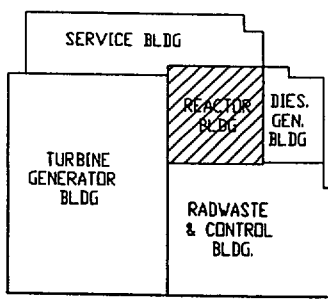 SERVICE BLDG
REACTOR
BLDG
DIES.
GEN.
BLDG
TURBINE
GENERATOR
BLDG
RADWASTE
& CONTROL
BLDG.